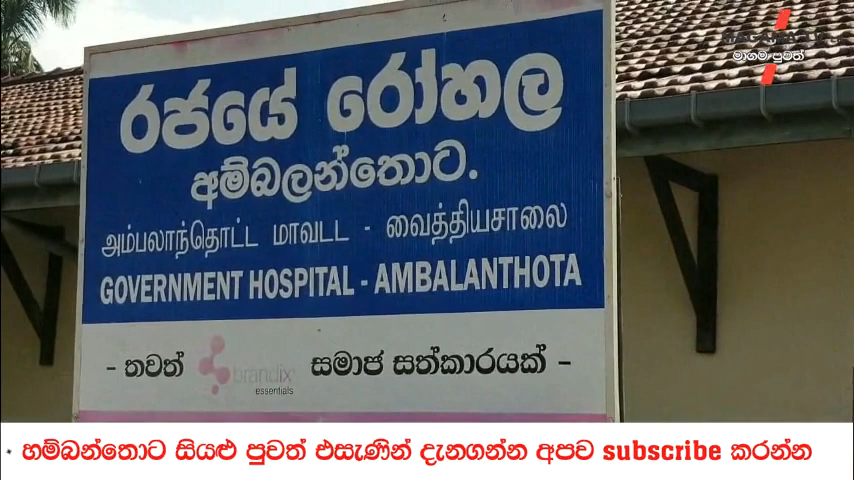 මාගම පුවත්
රජයේ රෝහල
අම්බලන්තොට.
அம்பலாந்தொட்ட மாவடட - வைத்தியசாலை
GOVERNMENT HOSPITAL - AMBALANTHOTA
- තවත් brandix essentials සමාජ සත්කාරයක් -
* හම්බන්තොට සියළු පුවත් එසැණින් දැනගන්න අපව subscribe කරන්න